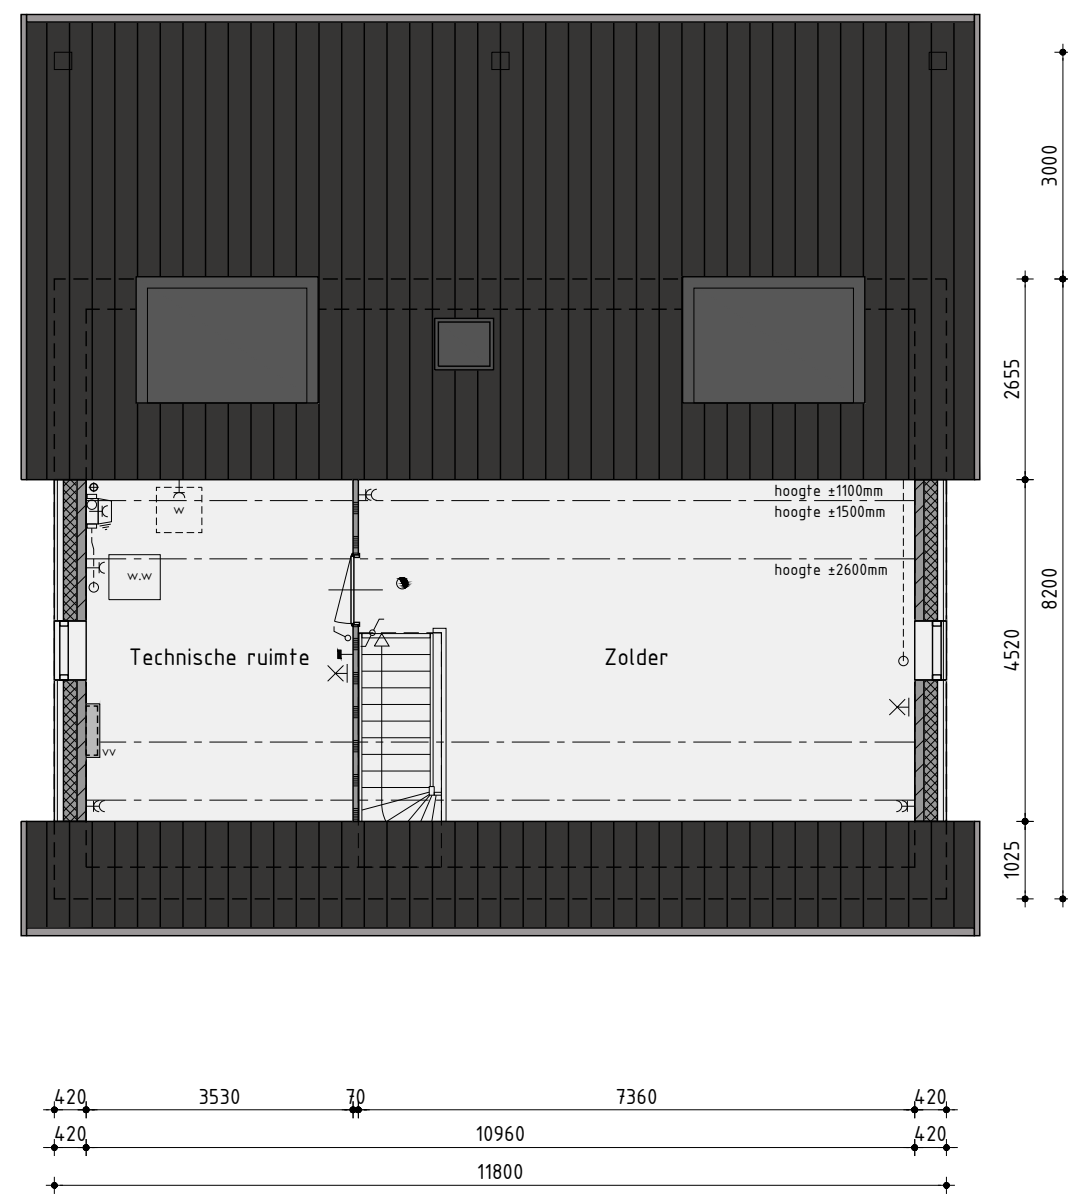 3000
2655
hoogte ±1100mm
hoogte ±1500mm
w
hoogte ±2600mm
w.w
8200
4520
Technische ruimte
Zolder
vv
1025
420 3530 70 7360 420
420 10960 420
11800